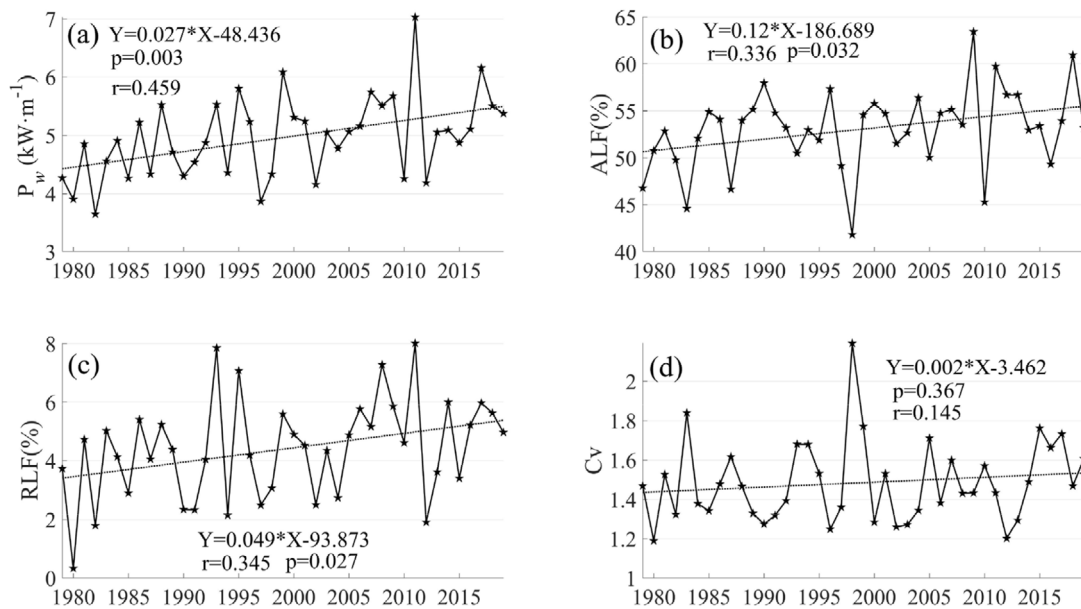 (a)
Y=0.027*X-48.436
p=0.003
r=0.459
P_w (kW·m⁻¹)
7
6
5
4
3
1980 1985 1990 1995 2000 2005 2010 2015
(b)
Y=0.12*X-186.689
r=0.336 p=0.032
ALF(%)
65
60
55
50
45
40
1980 1985 1990 1995 2000 2005 2010 2015
(c)
Y=0.049*X-93.873
r=0.345 p=0.027
RLF(%)
8
6
4
2
0
1980 1985 1990 1995 2000 2005 2010 2015
(d)
Y=0.002*X-3.462
p=0.367
r=0.145
Cv
2
1.8
1.6
1.4
1.2
1
1980 1985 1990 1995 2000 2005 2010 2015